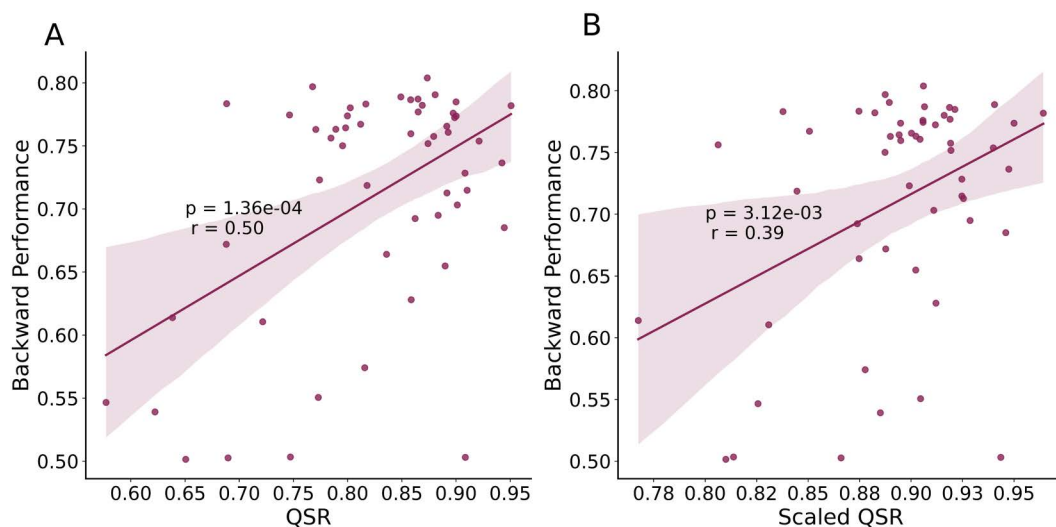 A
Backward Performance
0.80
0.75
0.70
0.65
0.60
0.55
0.50
p = 1.36e-04
r = 0.50
0.60 0.65 0.70 0.75 0.80 0.85 0.90 0.95
QSR
B
Backward Performance
0.80
0.75
0.70
0.65
0.60
0.55
0.50
p = 3.12e-03
r = 0.39
0.78 0.80 0.82 0.85 0.88 0.90 0.93 0.95
Scaled QSR